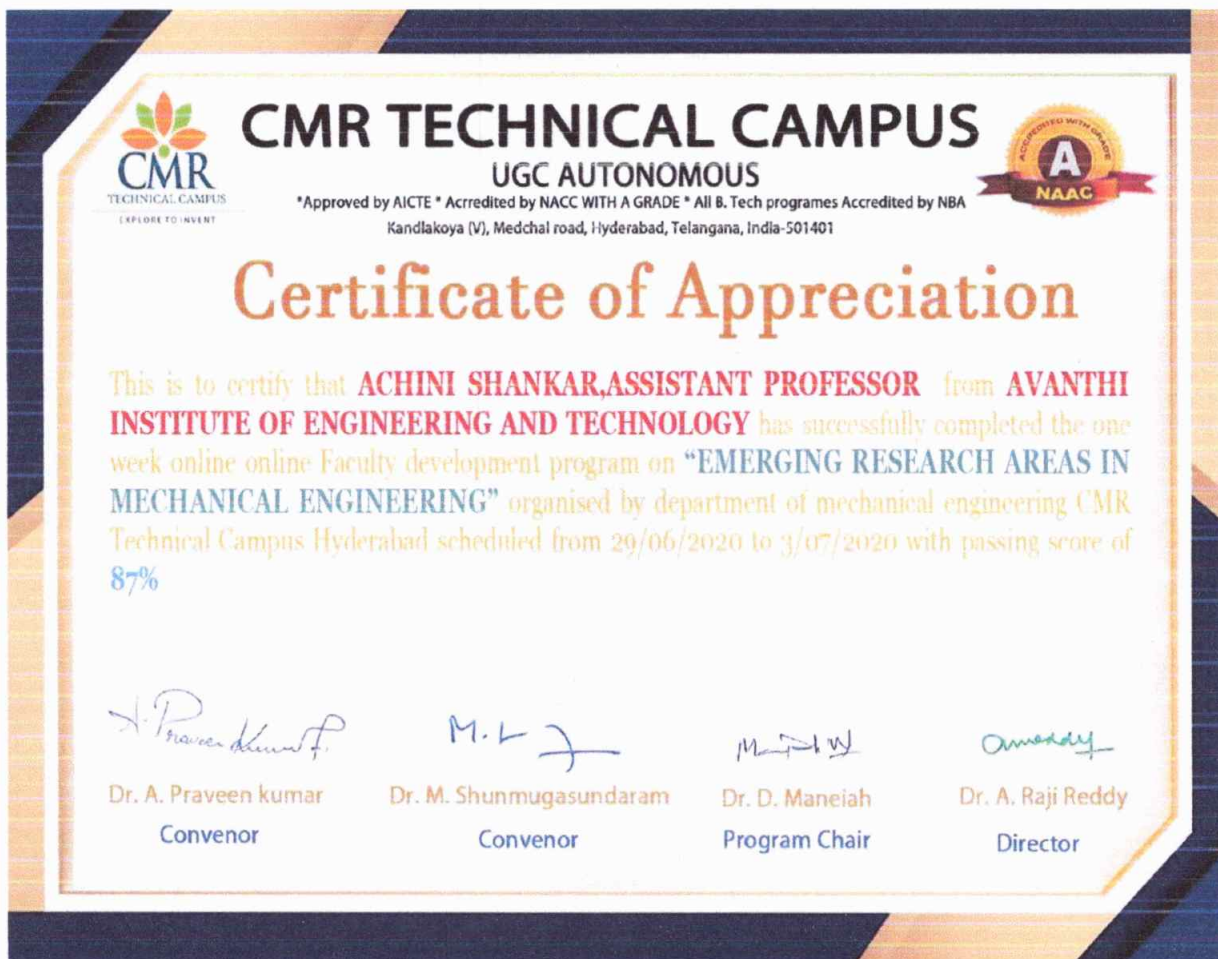 CMR
TECHNICAL CAMPUS
EXPLORE TO INVENT
CMR TECHNICAL CAMPUS
UGC AUTONOMOUS
*Approved by AICTE * Acrredited by NACC WITH A GRADE * All B. Tech programes Accredited by NBA
Kandlakoya (V), Medchal road, Hyderabad, Telangana, India-501401
ACCREDITED WITH GRADE
A
NAAC
Certificate of Appreciation
This is to certify that ACHINI SHANKAR,ASSISTANT PROFESSOR from AVANTHI
INSTITUTE OF ENGINEERING AND TECHNOLOGY has successfully completed the one
week online online Faculty development program on “EMERGING RESEARCH AREAS IN
MECHANICAL ENGINEERING” organised by department of mechanical engineering CMR
Technical Campus Hyderabad scheduled from 29/06/2020 to 3/07/2020 with passing score of
87%
A. Praveen Kumar
M. L
Dr. A. Praveen kumar Dr. M. Shunmugasundaram Dr. D. Maneiah Dr. A. Raji Reddy
Convenor Convenor Program Chair Director